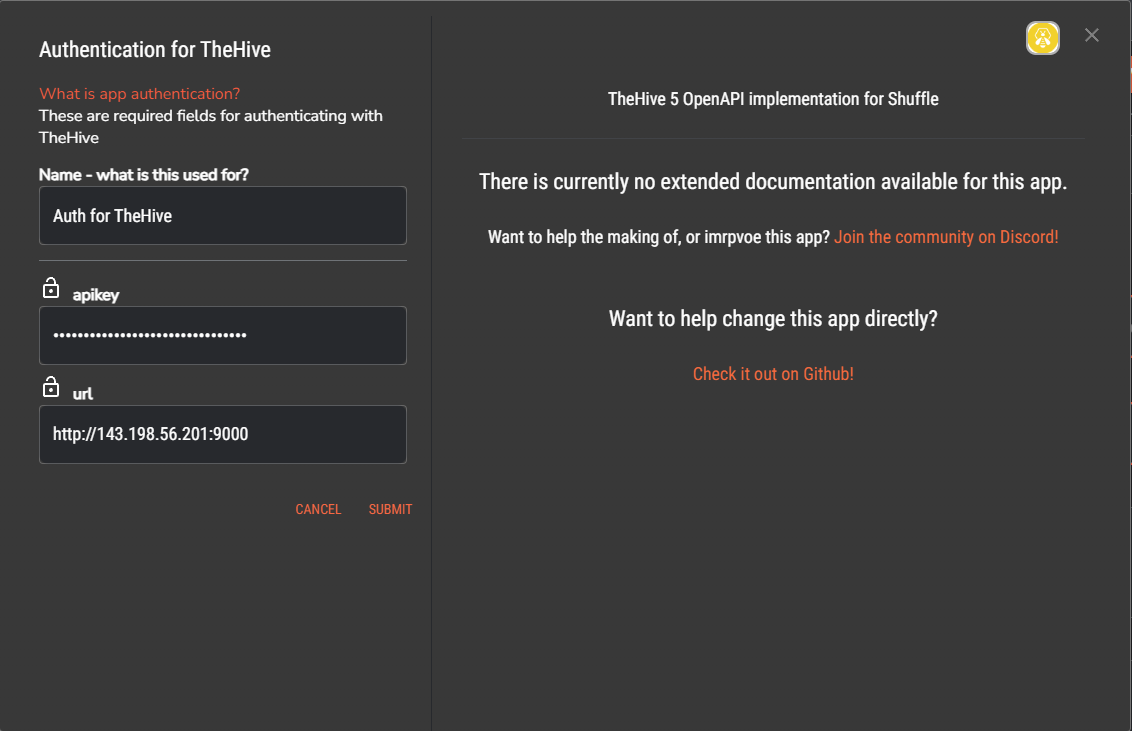 Authentication for TheHive
What is app authentication?
These are required fields for authenticating with
TheHive
Name - what is this used for?
Auth for TheHive
apikey
••••••••••••••••••••••••••••••••
url
http://143.198.56.201:9000
CANCEL SUBMIT
TheHive 5 OpenAPI implementation for Shuffle
There is currently no extended documentation available for this app.
Want to help the making of, or imrpvoe this app? Join the community on Discord!
Want to help change this app directly?
Check it out on Github!